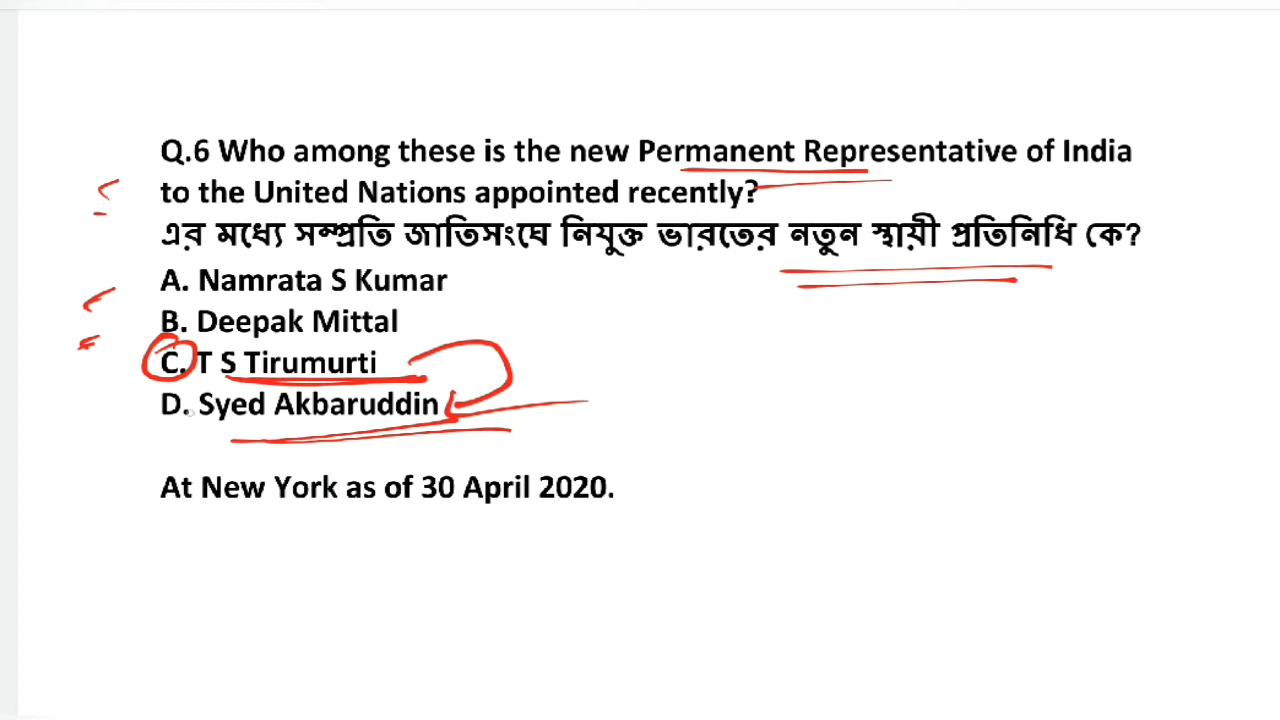 Q.6 Who among these is the new Permanent Representative of India
to the United Nations appointed recently?
এর মধ্যে সম্প্রতি জাতিসংঘে নিযুক্ত ভারতের নতুন স্থায়ী প্রতিনিধি কে?
A. Namrata S Kumar
B. Deepak Mittal
C. T S Tirumurti
D. Syed Akbaruddin
At New York as of 30 April 2020.